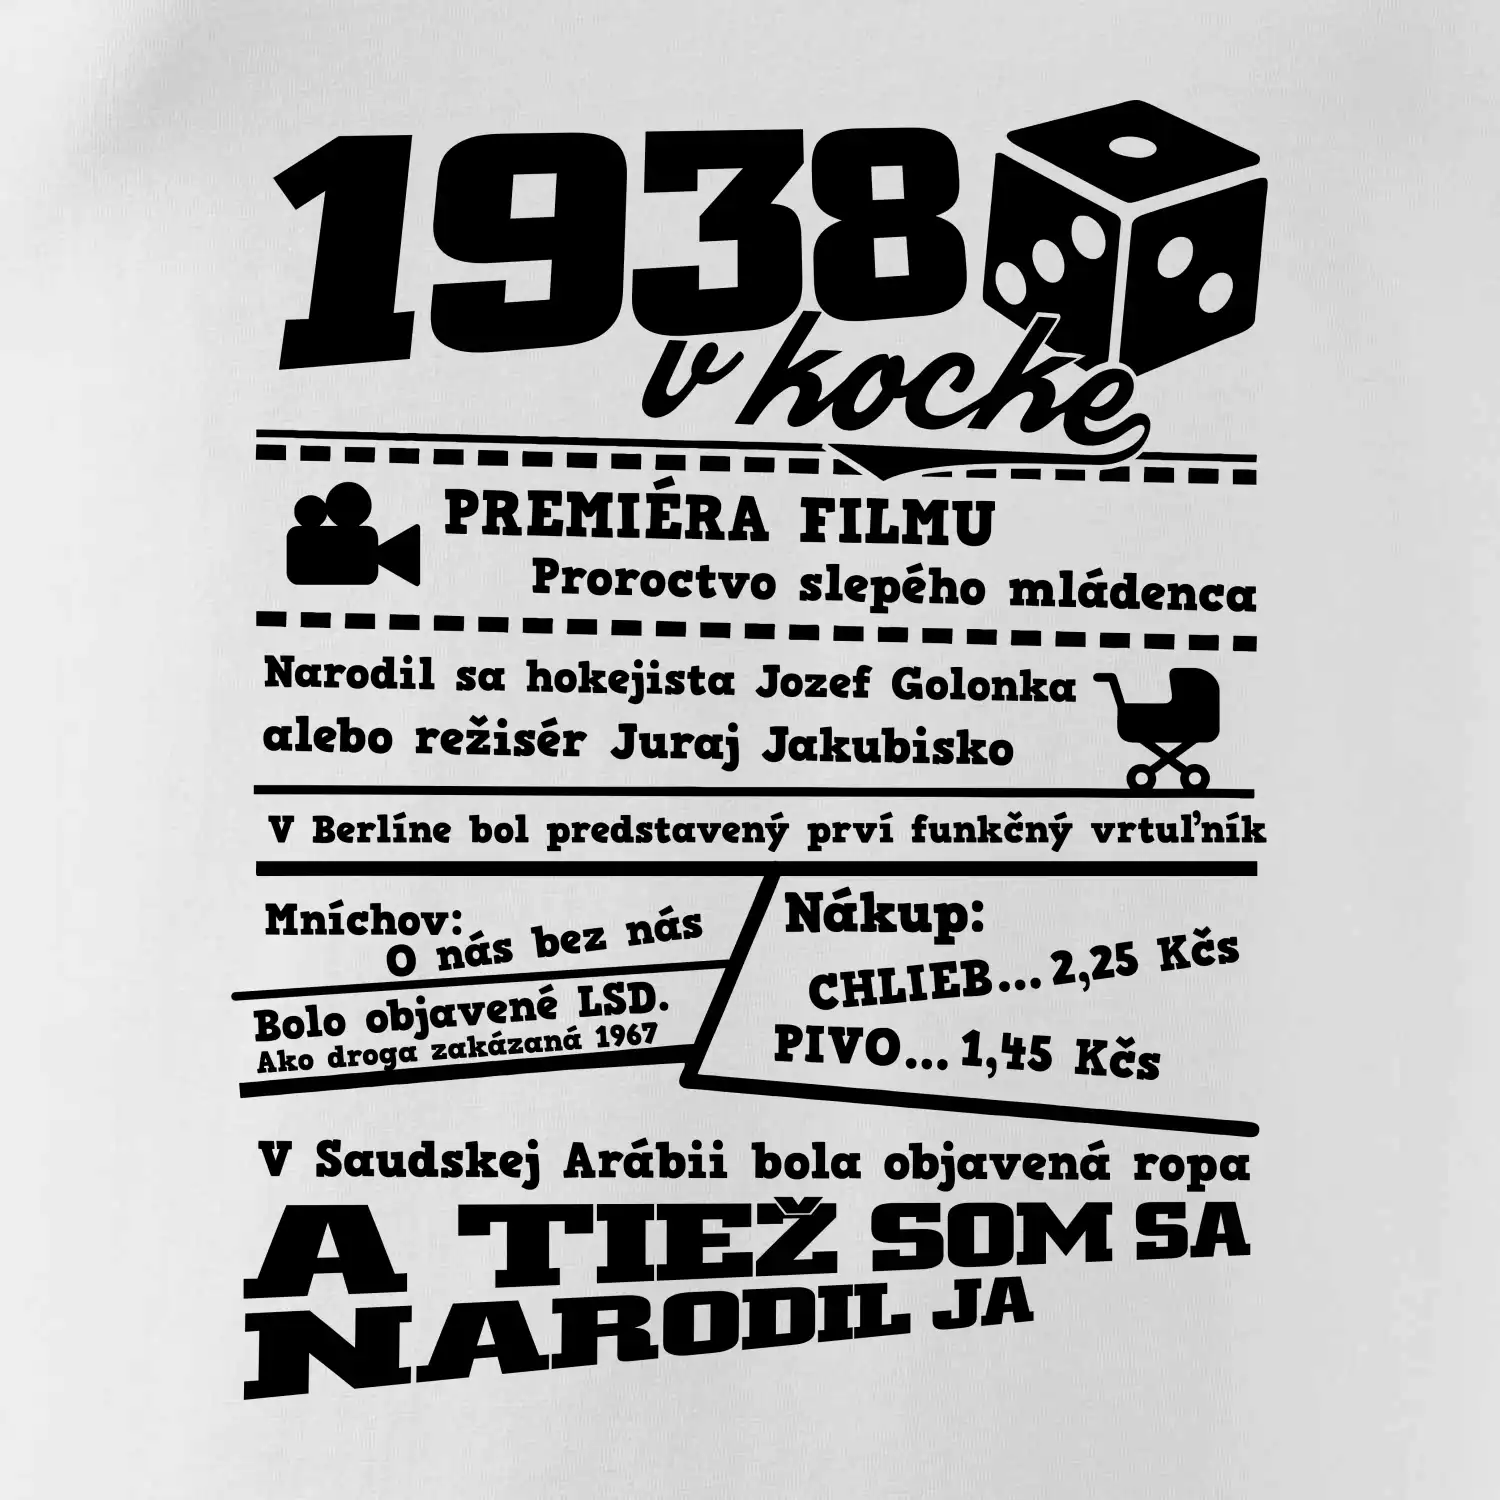 1938
v kocke
PREMIÉRA FILMU
Proroctvo slepého mládenca
Narodil sa hokejista Jozef Golonka
alebo režisér Juraj Jakubisko
V Berlíne bol predstavený prví funkčný vrtuľník
Mníchov:
O nás bez nás
Bolo objavené LSD.
Ako droga zakázaná 1967
Nákup:
CHLIEB... 2,25 Kčs
PIVO... 1,45 Kčs
V Saudskej Arábii bola objavená ropa
A TIEŽ SOM SA
NARODIL JA